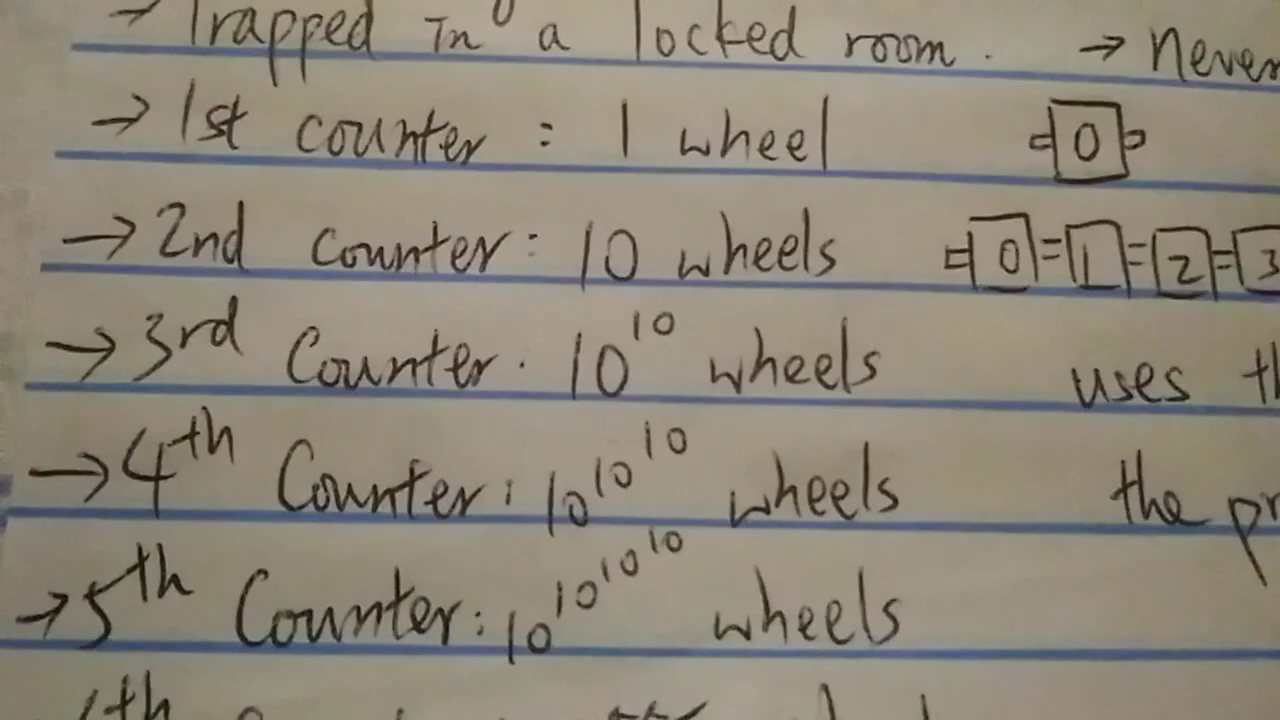 → Trapped in a locked room. → never
→ 1st counter: 1 wheel 0
→ 2nd counter: 10 wheels 0 = 1 = 2 = 3
→ 3rd Counter: 10^10 wheels uses
→ 4th Counter: 10^10^10 wheels the
→ 5th Counter: 10^10^10^10 wheels